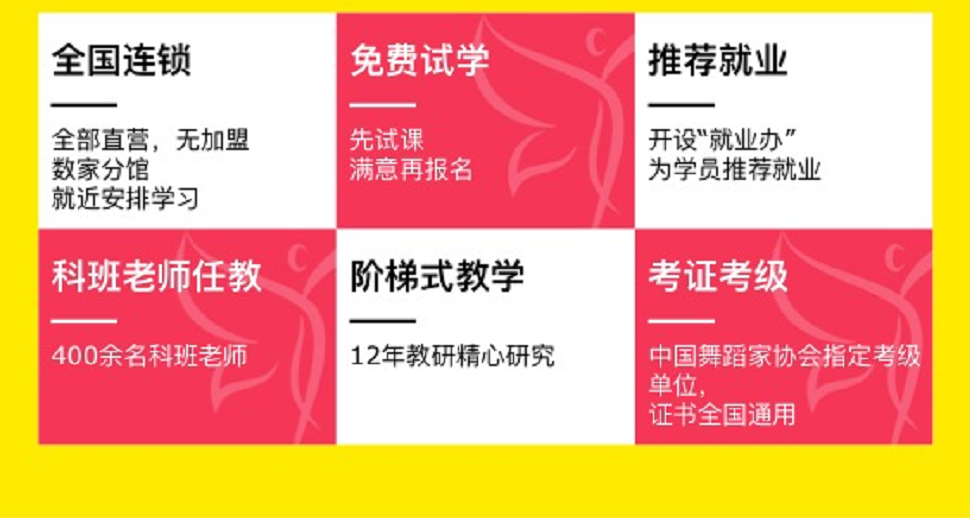 全国连锁
全部直营，无加盟
数家分馆
就近安排学习
免费试学
先试课
满意再报名
推荐就业
开设“就业办”
为学员推荐就业
科班老师任教
400余名科班老师
阶梯式教学
12年教研精心研究
考证考级
中国舞蹈家协会指定考级
单位，
证书全国通用